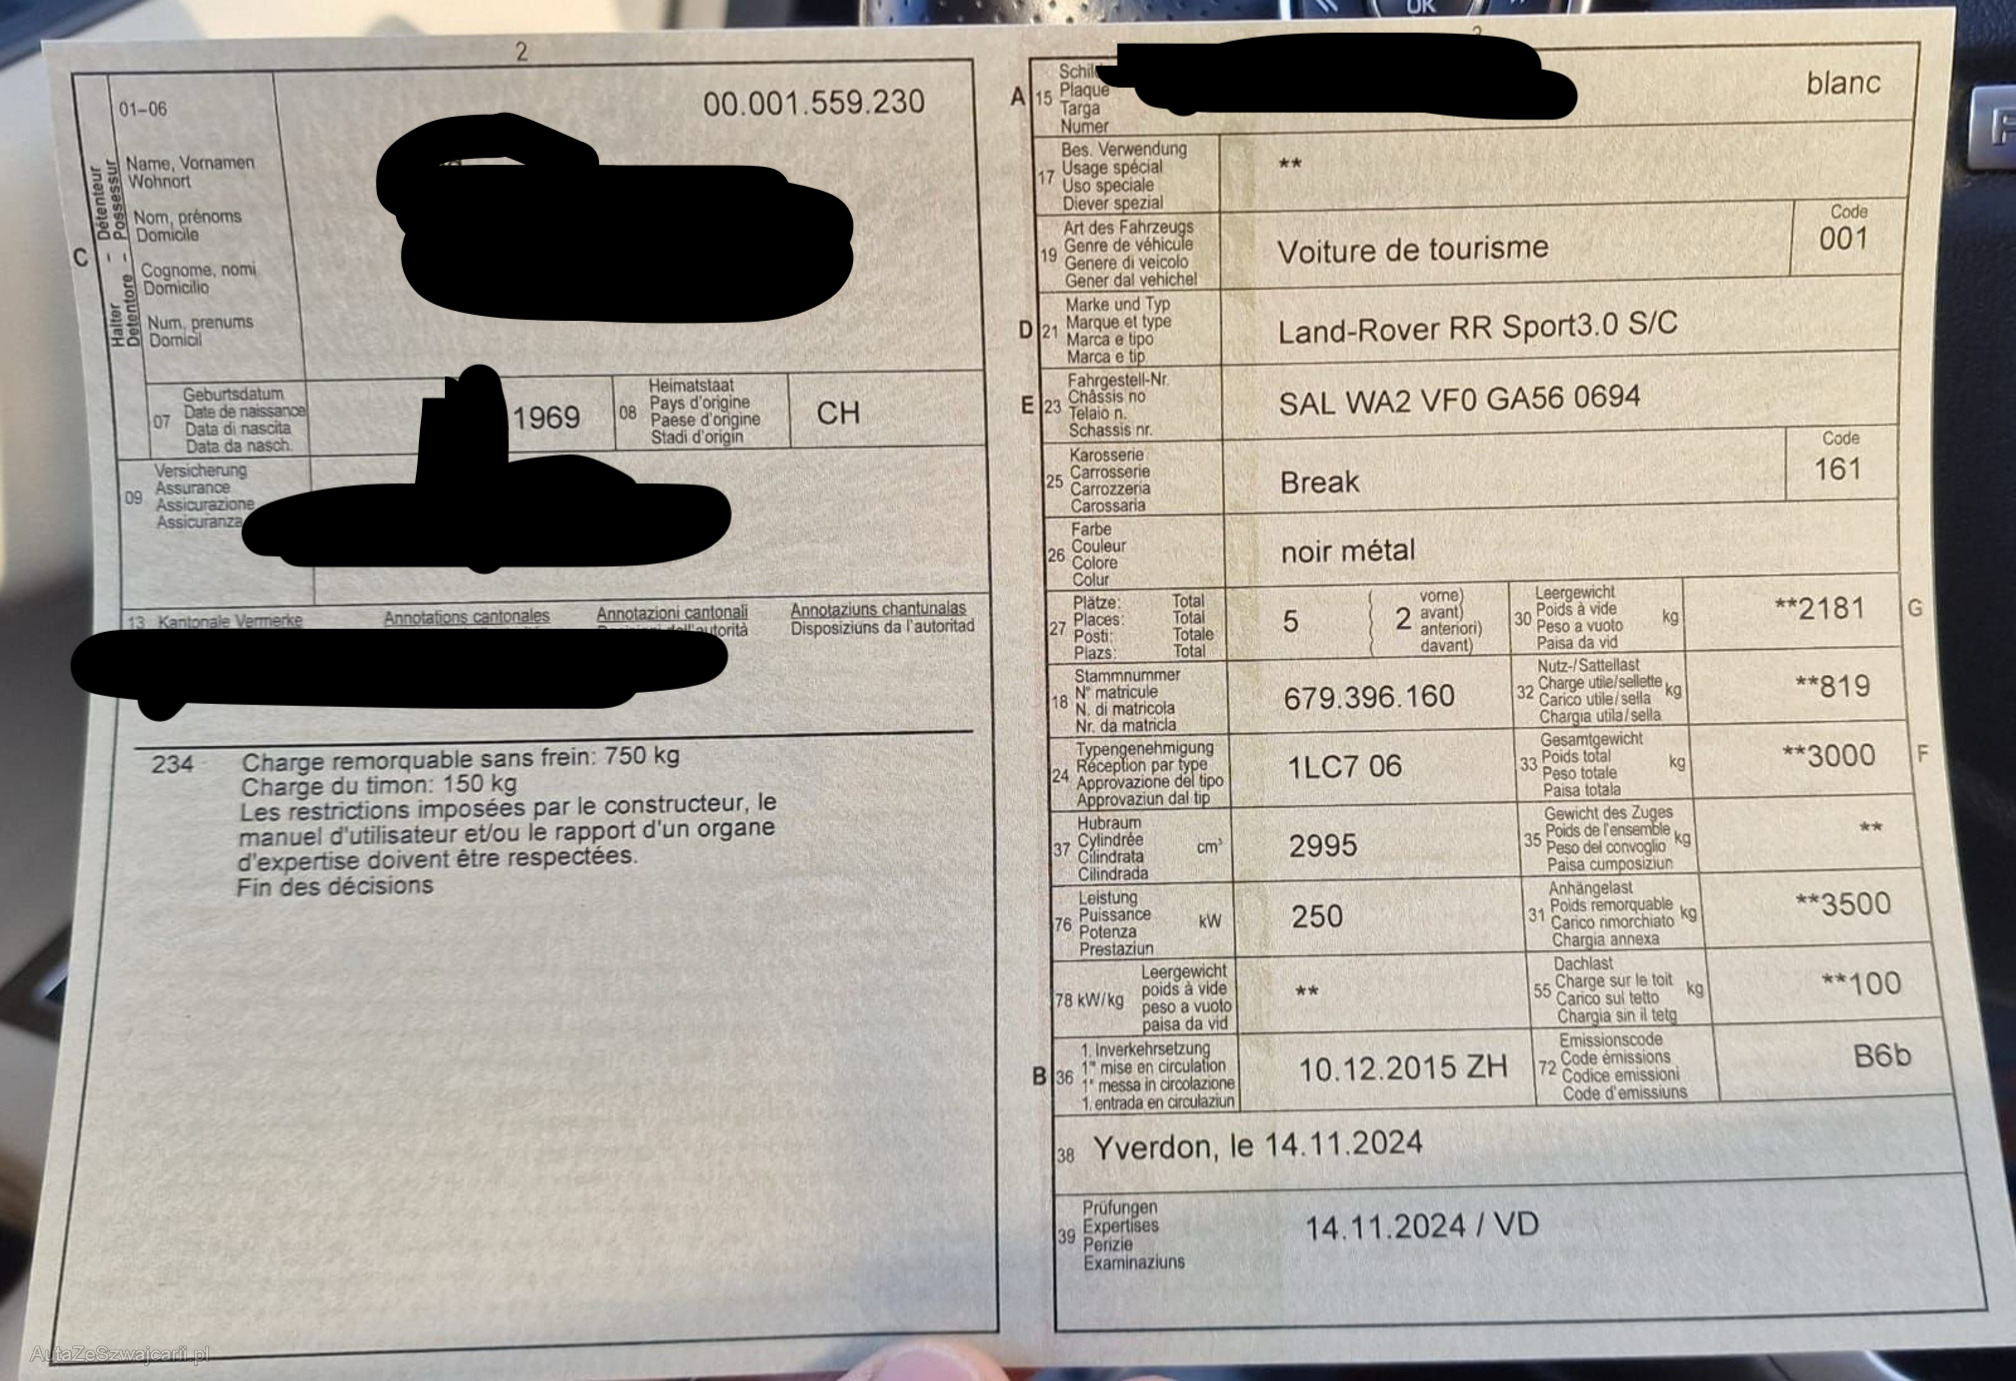 2
01–06
00.001.559.230
C
Halter – Détenteur
Detentore – Possessur
Name, Vornamen
Wohnort
Nom, prénoms
Domicile
Cognome, nomi
Domicilio
Num, prenums
Domicil
07
Geburtsdatum
Date de naissance
Data di nascita
Data da nasch.
1969
08
Heimatstaat
Pays d'origine
Paese d'origine
Stadi d'origin
CH
09
Versicherung
Assurance
Assicurazione
Assicuranza
13 Kantonale Vermerke Annotations cantonales Annotazioni cantonali Annotaziuns chantunalas
Disposiziuns da l'autoritad
234 Charge remorquable sans frein: 750 kg
Charge du timon: 150 kg
Les restrictions imposées par le constructeur, le
manuel d'utilisateur et/ou le rapport d'un organe
d'expertise doivent être respectées.
Fin des décisions
A 15
Plaque
Targa
Numer
blanc
17
Bes. Verwendung
Usage spécial
Uso speciale
Diever spezial
**
19
Art des Fahrzeugs
Genre de véhicule
Genere di veicolo
Gener dal vehichel
Voiture de tourisme
Code
001
D 21
Marke und Typ
Marque et type
Marca e tipo
Marca e tip
Land-Rover RR Sport3.0 S/C
E 23
Fahrgestell-Nr.
Châssis no
Telaio n.
Schassis nr.
SAL WA2 VF0 GA56 0694
25
Karosserie
Carrosserie
Carrozzeria
Carossaria
Break
Code
161
26
Farbe
Couleur
Colore
Colur
noir métal
27
Plätze: Total
Places: Total
Posti: Totale
Plazs: Total
5
( 2
vorne)
avant)
anteriori)
davant)
30
Leergewicht
Poids à vide
Peso a vuoto
Paisa da vid
kg
**2181
G
18
Stammnummer
N° matricule
N. di matricola
Nr. da matricla
679.396.160
32
Nutz-/Sattellast
Charge utile/sellette
Carico utile/sella
Chargia utila/sella
kg
**819
24
Typengenehmigung
Réception par type
Approvazione del tipo
Approvaziun dal tip
1LC7 06
33
Gesamtgewicht
Poids total
Peso totale
Paisa totala
kg
**3000
F
37
Hubraum
Cylindrée
Cilindrata
Cilindrada
cm³
2995
35
Gewicht des Zuges
Poids de l'ensemble
Peso del convoglio
Paisa cumposiziun
kg
**
76
Leistung
Puissance
Potenza
Prestaziun
kW
250
31
Anhängelast
Poids remorquable
Carico rimorchiato
Chargia annexa
kg
**3500
78 kW/kg
Leergewicht
poids à vide
peso a vuoto
paisa da vid
**
55
Dachlast
Charge sur le toit
Carico sul tetto
Chargia sin il tetg
kg
**100
B 36
1. Inverkehrsetzung
1re mise en circulation
1a messa in circolazione
1. entrada en circulaziun
10.12.2015 ZH
72
Emissionscode
Code émissions
Codice emissioni
Code d'emissiuns
B6b
38 Yverdon, le 14.11.2024
39
Prüfungen
Expertises
Perizie
Examinaziuns
14.11.2024 / VD
AutaZeSzwajcarii.pl
OK